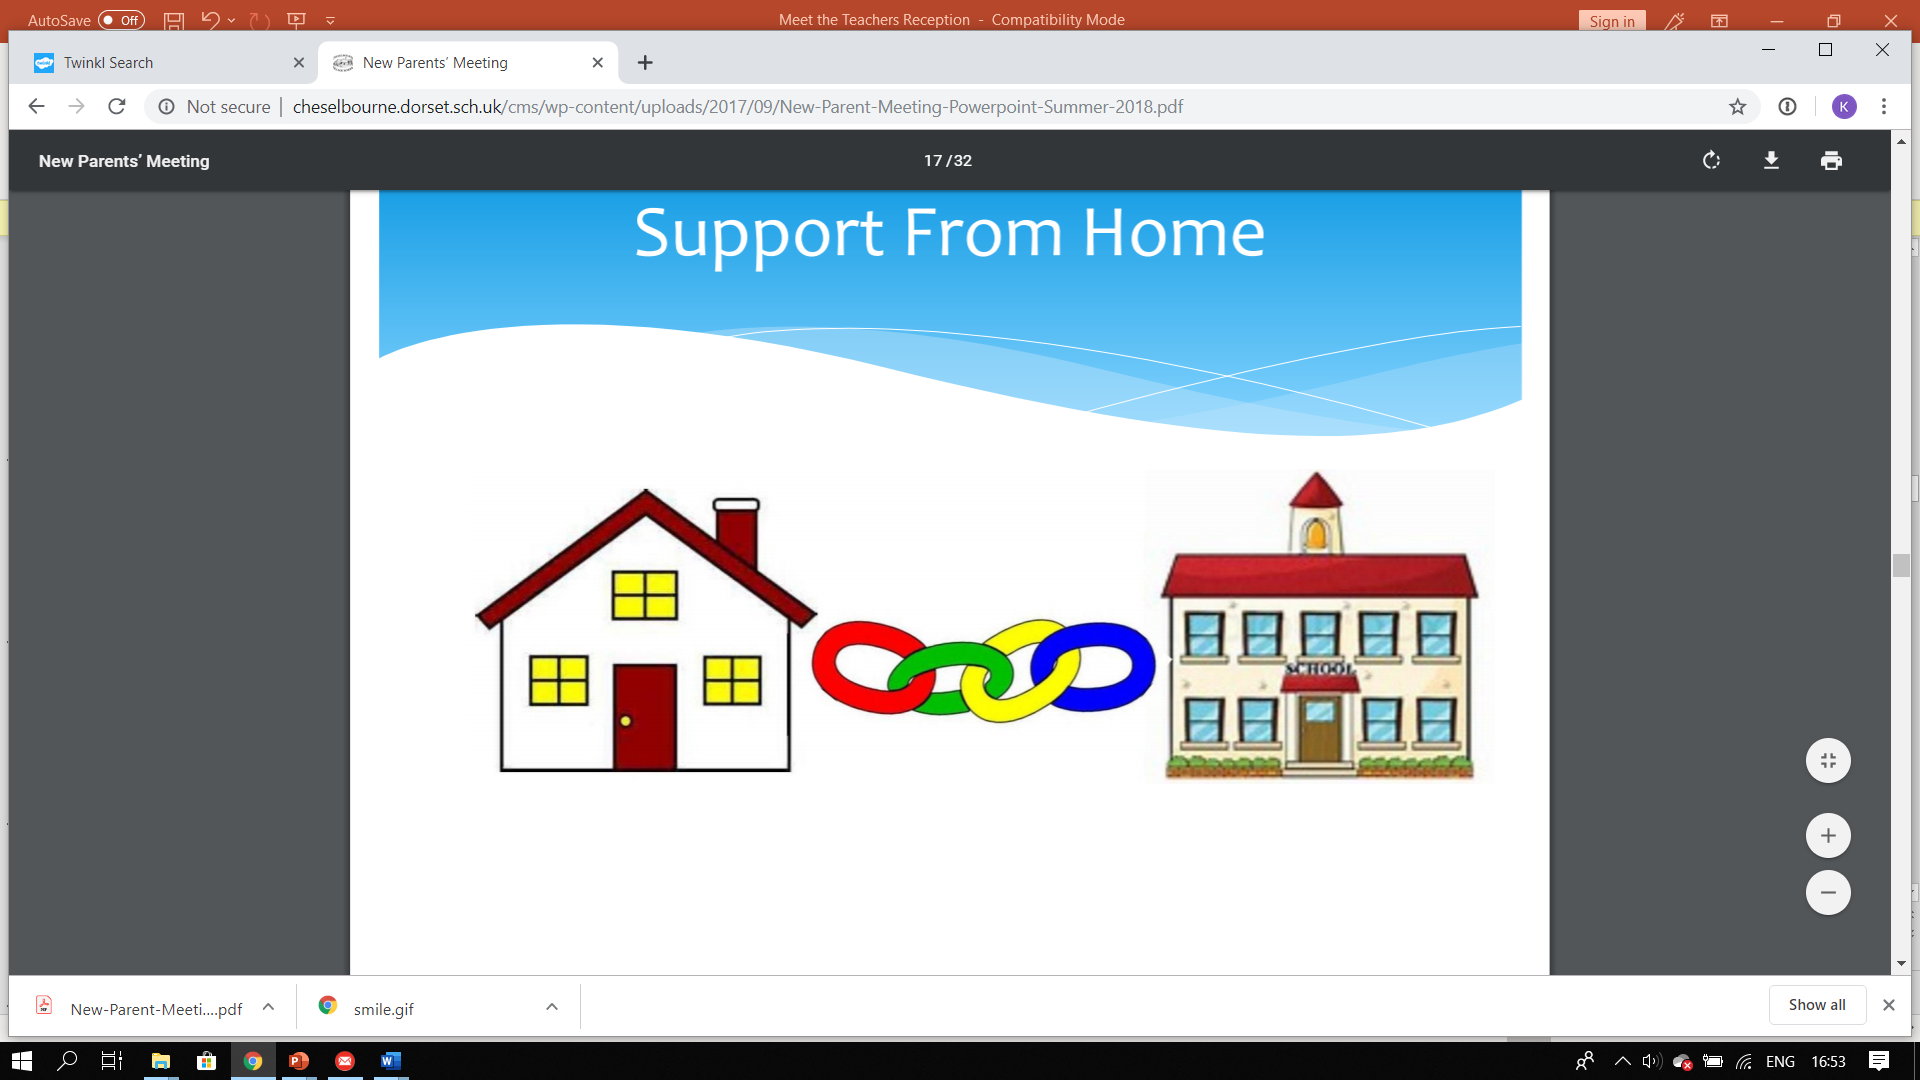 AutoSave Off
Meet the Teachers Reception - Compatibility Mode
Sign in
Twinkl Search
New Parents' Meeting
Not secure | cheselbourne.dorset.sch.uk/cms/wp-content/uploads/2017/09/New-Parent-Meeting-Powerpoint-Summer-2018.pdf
K
New Parents' Meeting
17 / 32
Support From Home
SCHOOL
New-Parent-Meeti....pdf
smile.gif
Show all
ENG
16:53